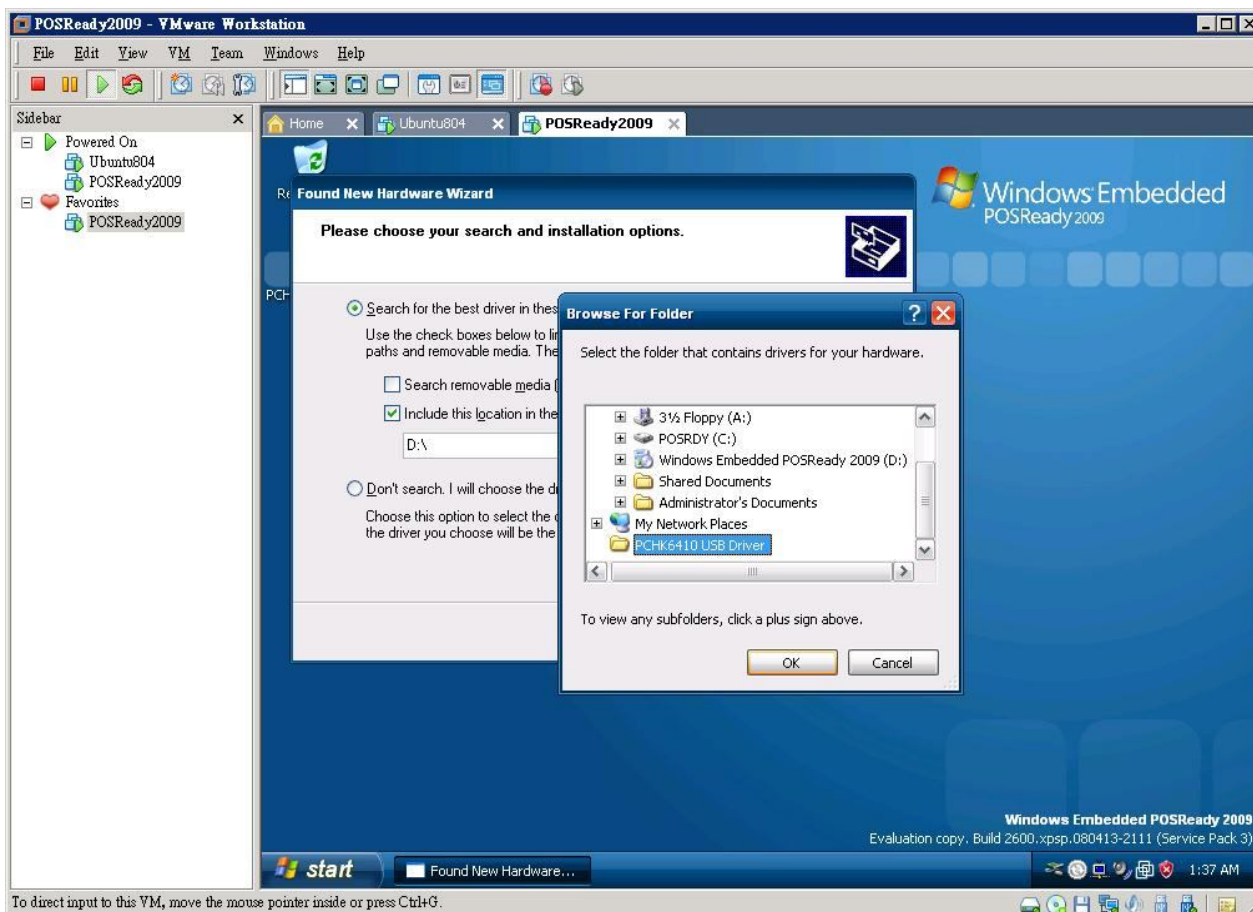 POSReady2009 - VMware Workstation
File Edit View VM Team Windows Help
Sidebar
Powered On
Ubuntu804
POSReady2009
Favorites
POSReady2009
Home Ubuntu804 POSReady2009
Windows Embedded
POSReady 2009
Re
PCH
Found New Hardware Wizard
Please choose your search and installation options.
Search for the best driver in thes
Use the check boxes below to
paths and removable media. The
Search removable media
Include this location in the
D:\
Don't search. I will choose the
Choose this option to select the
the driver you choose will be the
Browse For Folder
Select the folder that contains drivers for your hardware.
3½ Floppy (A:)
POSRDY (C:)
Windows Embedded POSReady 2009 (D:)
Shared Documents
Administrator's Documents
My Network Places
PCHK6410 USB Driver
To view any subfolders, click a plus sign above.
OK Cancel
Windows Embedded POSReady 2009
Evaluation copy. Build 2600.xpsp.080413-2111 (Service Pack 3)
start Found New Hardware... 1:37 AM
To direct input to this VM, move the mouse pointer inside or press Ctrl+G.